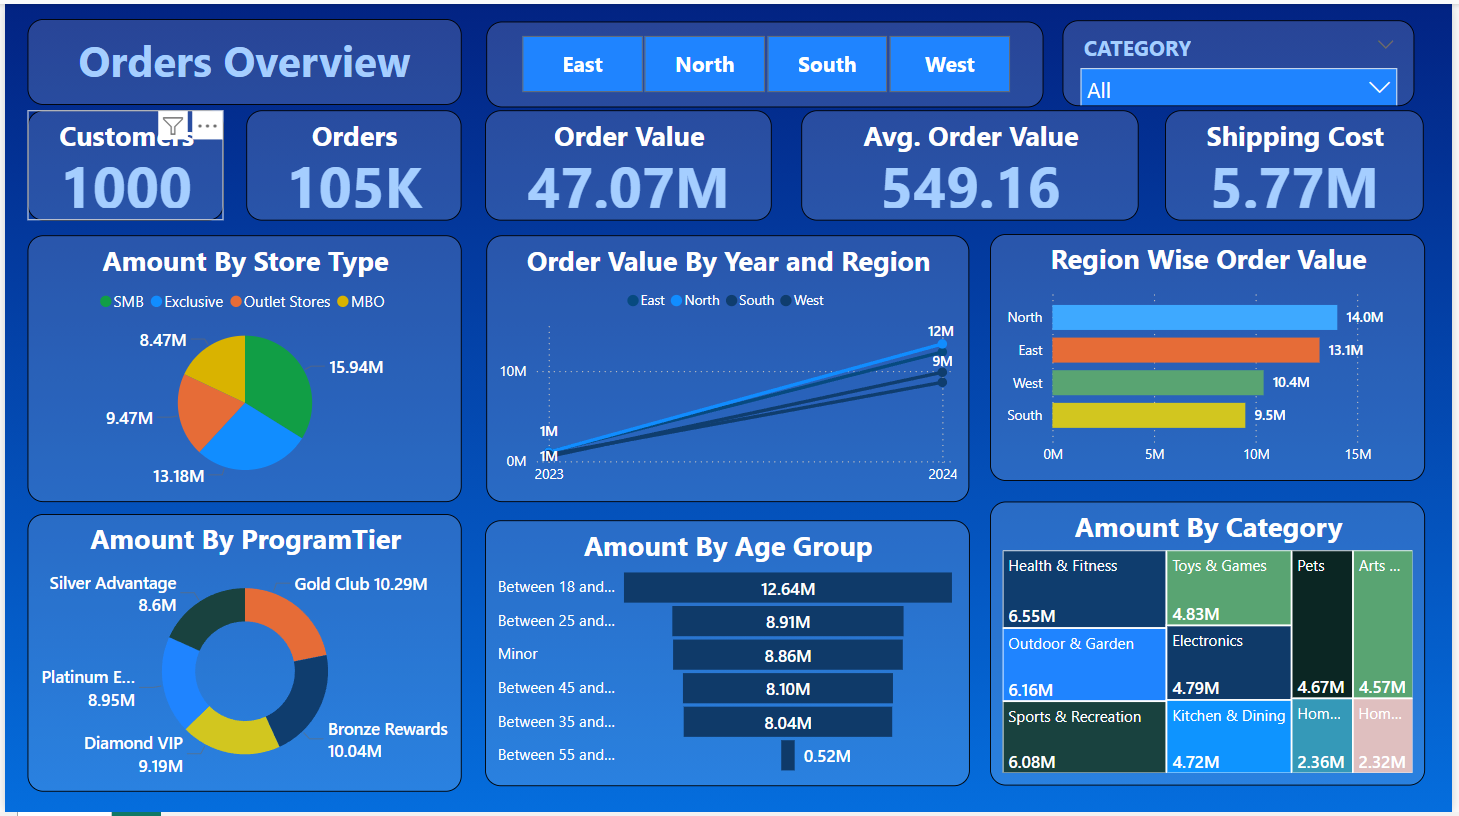 Orders Overview
East
North
South
West
CATEGORY
All
Customers
1000
Orders
105K
Order Value
47.07M
Avg. Order Value
549.16
Shipping Cost
5.77M
Amount By Store Type
SMB Exclusive Outlet Stores MBO
8.47M
15.94M
9.47M
13.18M
Order Value By Year and Region
East North South West
12M
9M
10M
1M
1M
0M
2023
2024
Region Wise Order Value
North 14.0M
East 13.1M
West 10.4M
South 9.5M
0M 5M 10M 15M
Amount By ProgramTier
Silver Advantage
8.6M
Gold Club 10.29M
Platinum E...
8.95M
Bronze Rewards
10.04M
Diamond VIP
9.19M
Amount By Age Group
Between 18 and... 12.64M
Between 25 and... 8.91M
Minor 8.86M
Between 45 and... 8.10M
Between 35 and... 8.04M
Between 55 and... 0.52M
Amount By Category
Health & Fitness
6.55M
Outdoor & Garden
6.16M
Sports & Recreation
6.08M
Toys & Games
4.83M
Electronics
4.79M
Kitchen & Dining
4.72M
Pets
4.67M
Arts ...
4.57M
Hom...
2.36M
Hom...
2.32M